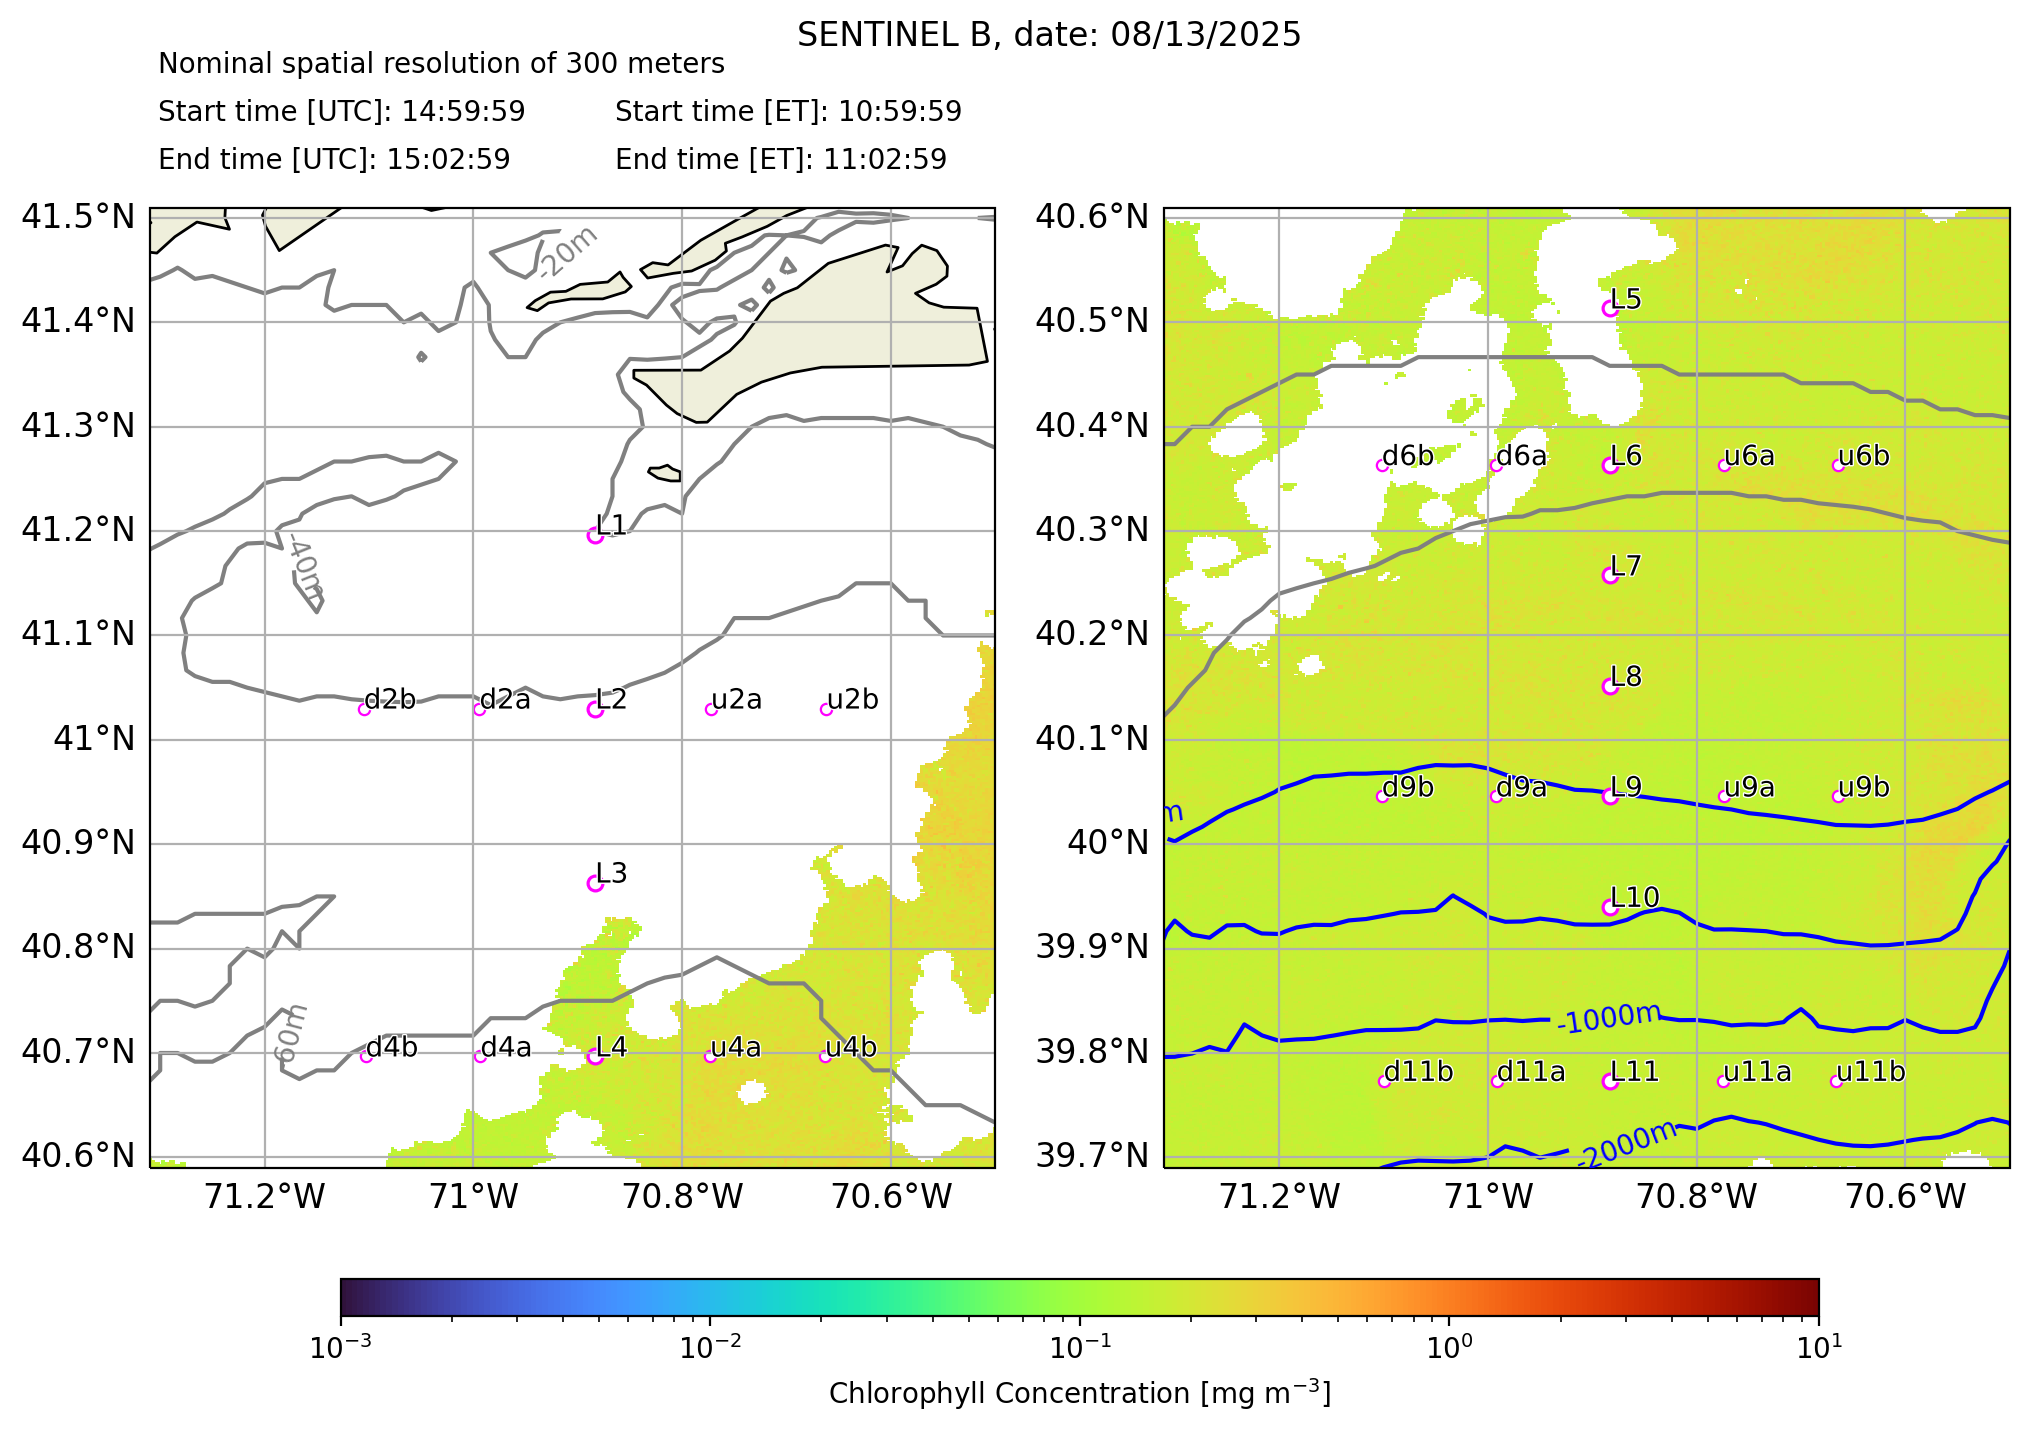 SENTINEL B, date: 08/13/2025
Nominal spatial resolution of 300 meters
Start time [UTC]: 14:59:59 Start time [ET]: 10:59:59
End time [UTC]: 15:02:59 End time [ET]: 11:02:59
41.5°N
41.4°N
41.3°N
41.2°N
41.1°N
41°N
40.9°N
40.8°N
40.7°N
40.6°N
-20m
-40m
-60m
L1
d2b d2a L2 u2a u2b
L3
d4b d4a L4 u4a u4b
71.2°W 71°W 70.8°W 70.6°W
40.6°N
40.5°N
40.4°N
40.3°N
40.2°N
40.1°N
40°N
39.9°N
39.8°N
39.7°N
L5
d6b d6a L6 u6a u6b
L7
L8
d9b d9a L9 u9a u9b
m
L10
-1000m
d11b d11a L11 u11a u11b
-2000m
71.2°W 71°W 70.8°W 70.6°W
10⁻³ 10⁻² 10⁻¹ 10⁰ 10¹
Chlorophyll Concentration [mg m⁻³]